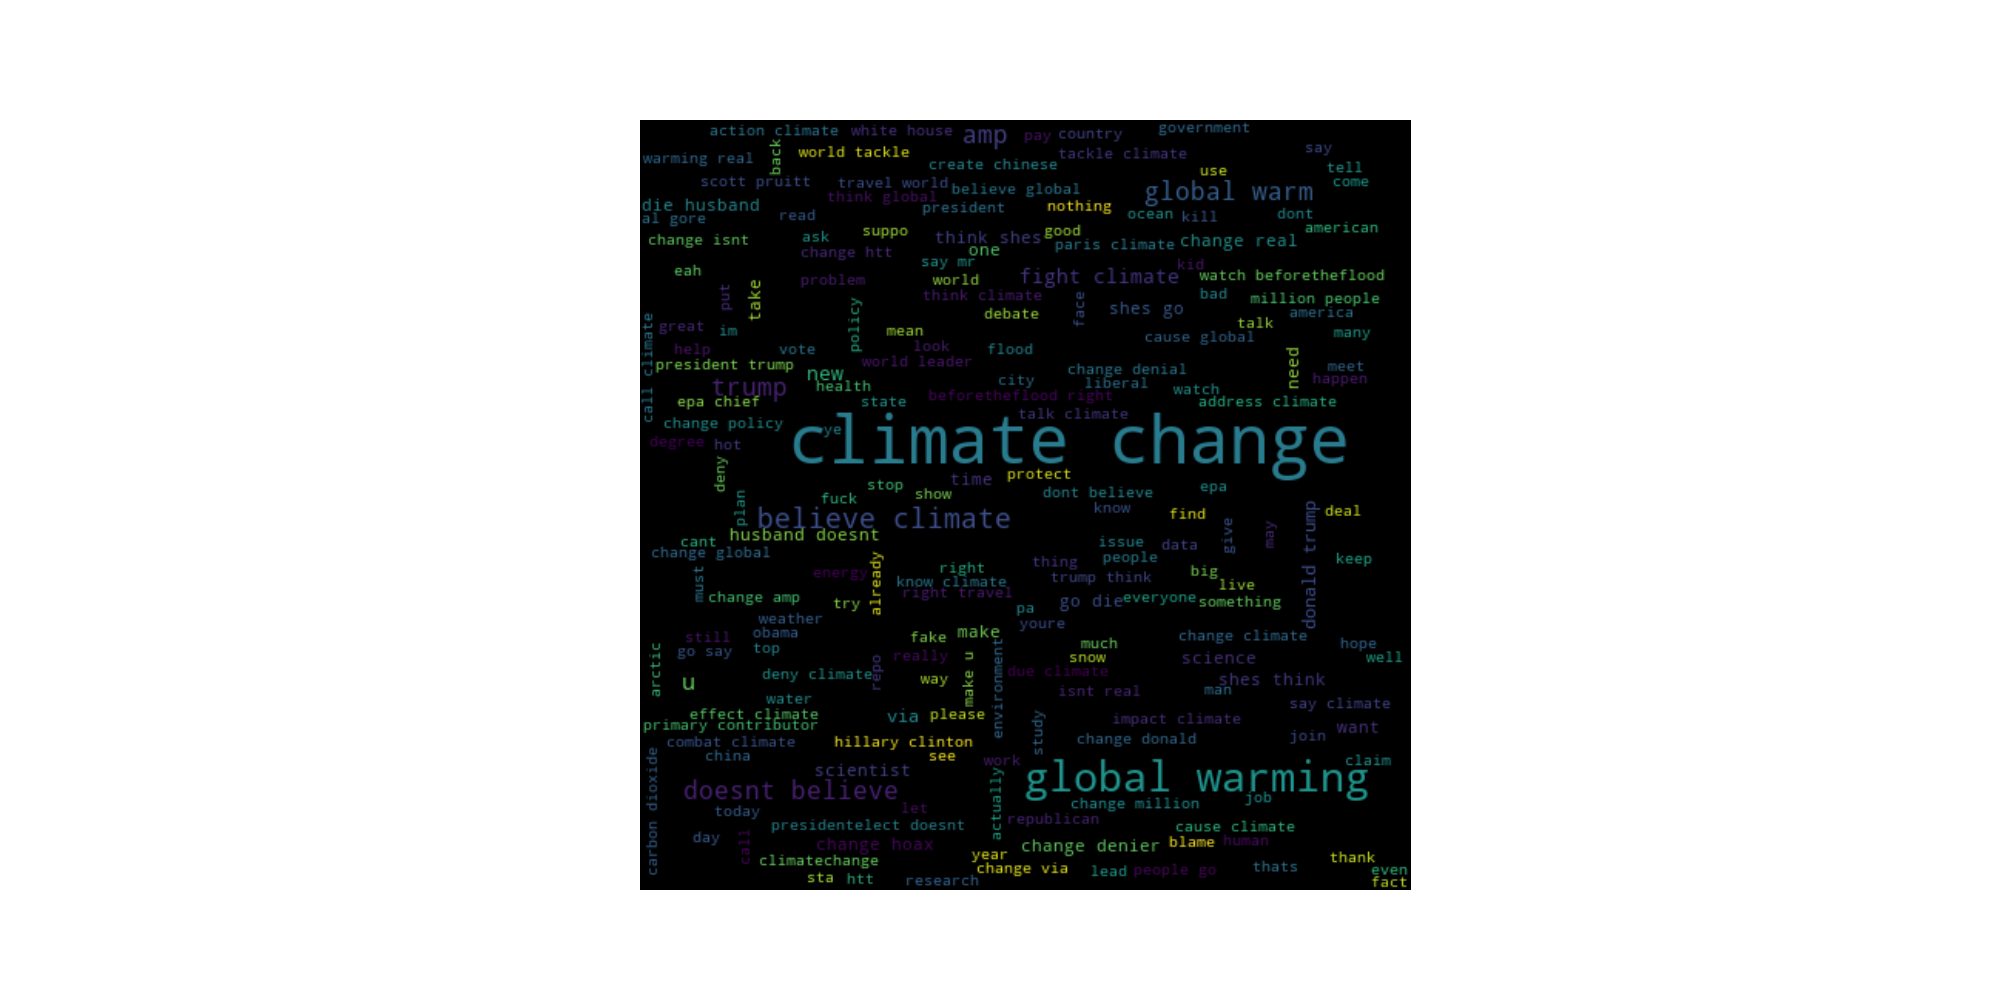 action climate white house amp pay country government
warming real back world tackle create chinese tackle climate say
scott pruitt travel world believe global use tell come
think global global warm
die husband president nothing
al gore read ocean kill dont
change isnt ask suppo think shes good american
change htt one paris climate change real
say mr
eah problem world fight climate kid watch beforetheflood
put take think climate face shes go bad million people
policy debate america
great im mean talk
call climate help vote look flood cause global many
president trump world leader need meet
trump new health city change denial liberal watch happen
epa chief state beforetheflood right address climate
change policy talk climate
degree hot ye climate change
deny time protect
plan fuck stop show dont believe epa
believe climate know find donald trump deal
husband doesnt give may
cant issue data
change global already thing people keep
must energy right know climate trump think big
right travel live
change amp try pa go die everyone something
weather youre
still obama fake make much change climate hope
go say top
arctic repo really make u environment snow science well
u deny climate way due climate shes think
water isnt real man
effect climate via please study impact climate say climate
primary contributor want
combat climate hillary clinton change donald join
china see
carbon dioxide scientist work claim
doesnt believe actually global warming
today let change million job
presidentelect doesnt republican cause climate
day call change hoax change denier blame human
climatechange year thank
change via lead people go thats even
sta htt research fact